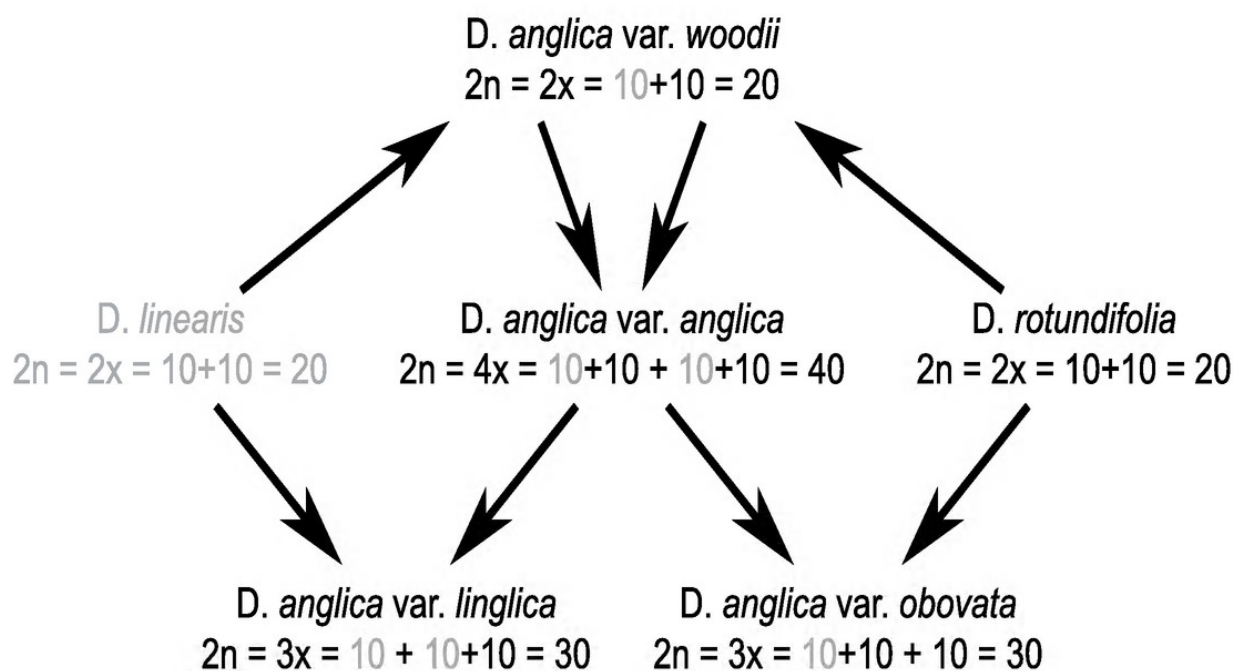 D. anglica var. woodii
2n = 2x = 10+10 = 20
D. linearis
2n = 2x = 10+10 = 20
D. anglica var. anglica
2n = 4x = 10+10 + 10+10 = 40
D. rotundifolia
2n = 2x = 10+10 = 20
D. anglica var. linglica
2n = 3x = 10 + 10+10 = 30
D. anglica var. obovata
2n = 3x = 10+10 + 10 = 30